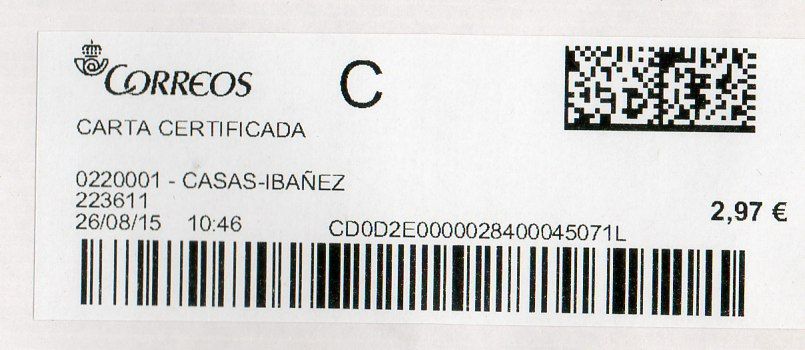 CORREOS
C
CARTA CERTIFICADA
0220001 - CASAS-IBAÑEZ
223611
26/08/15 10:46
CD0D2E0000028400045071L
2,97 €